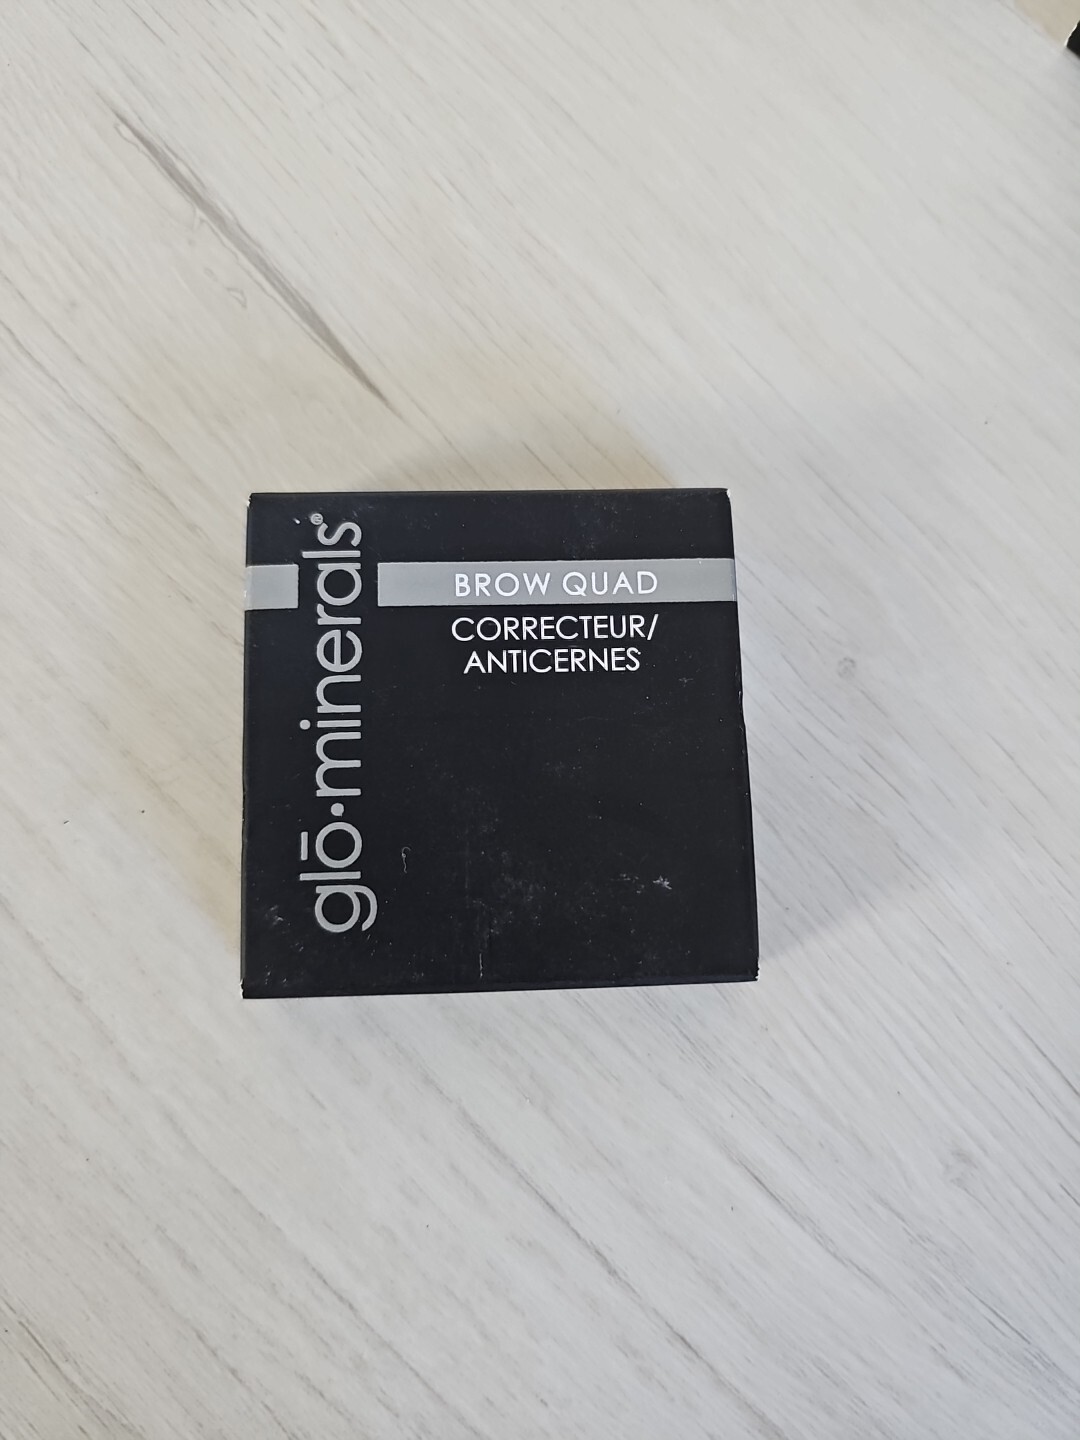 glō·minerals®
BROW QUAD
CORRECTEUR/
ANTICERNES